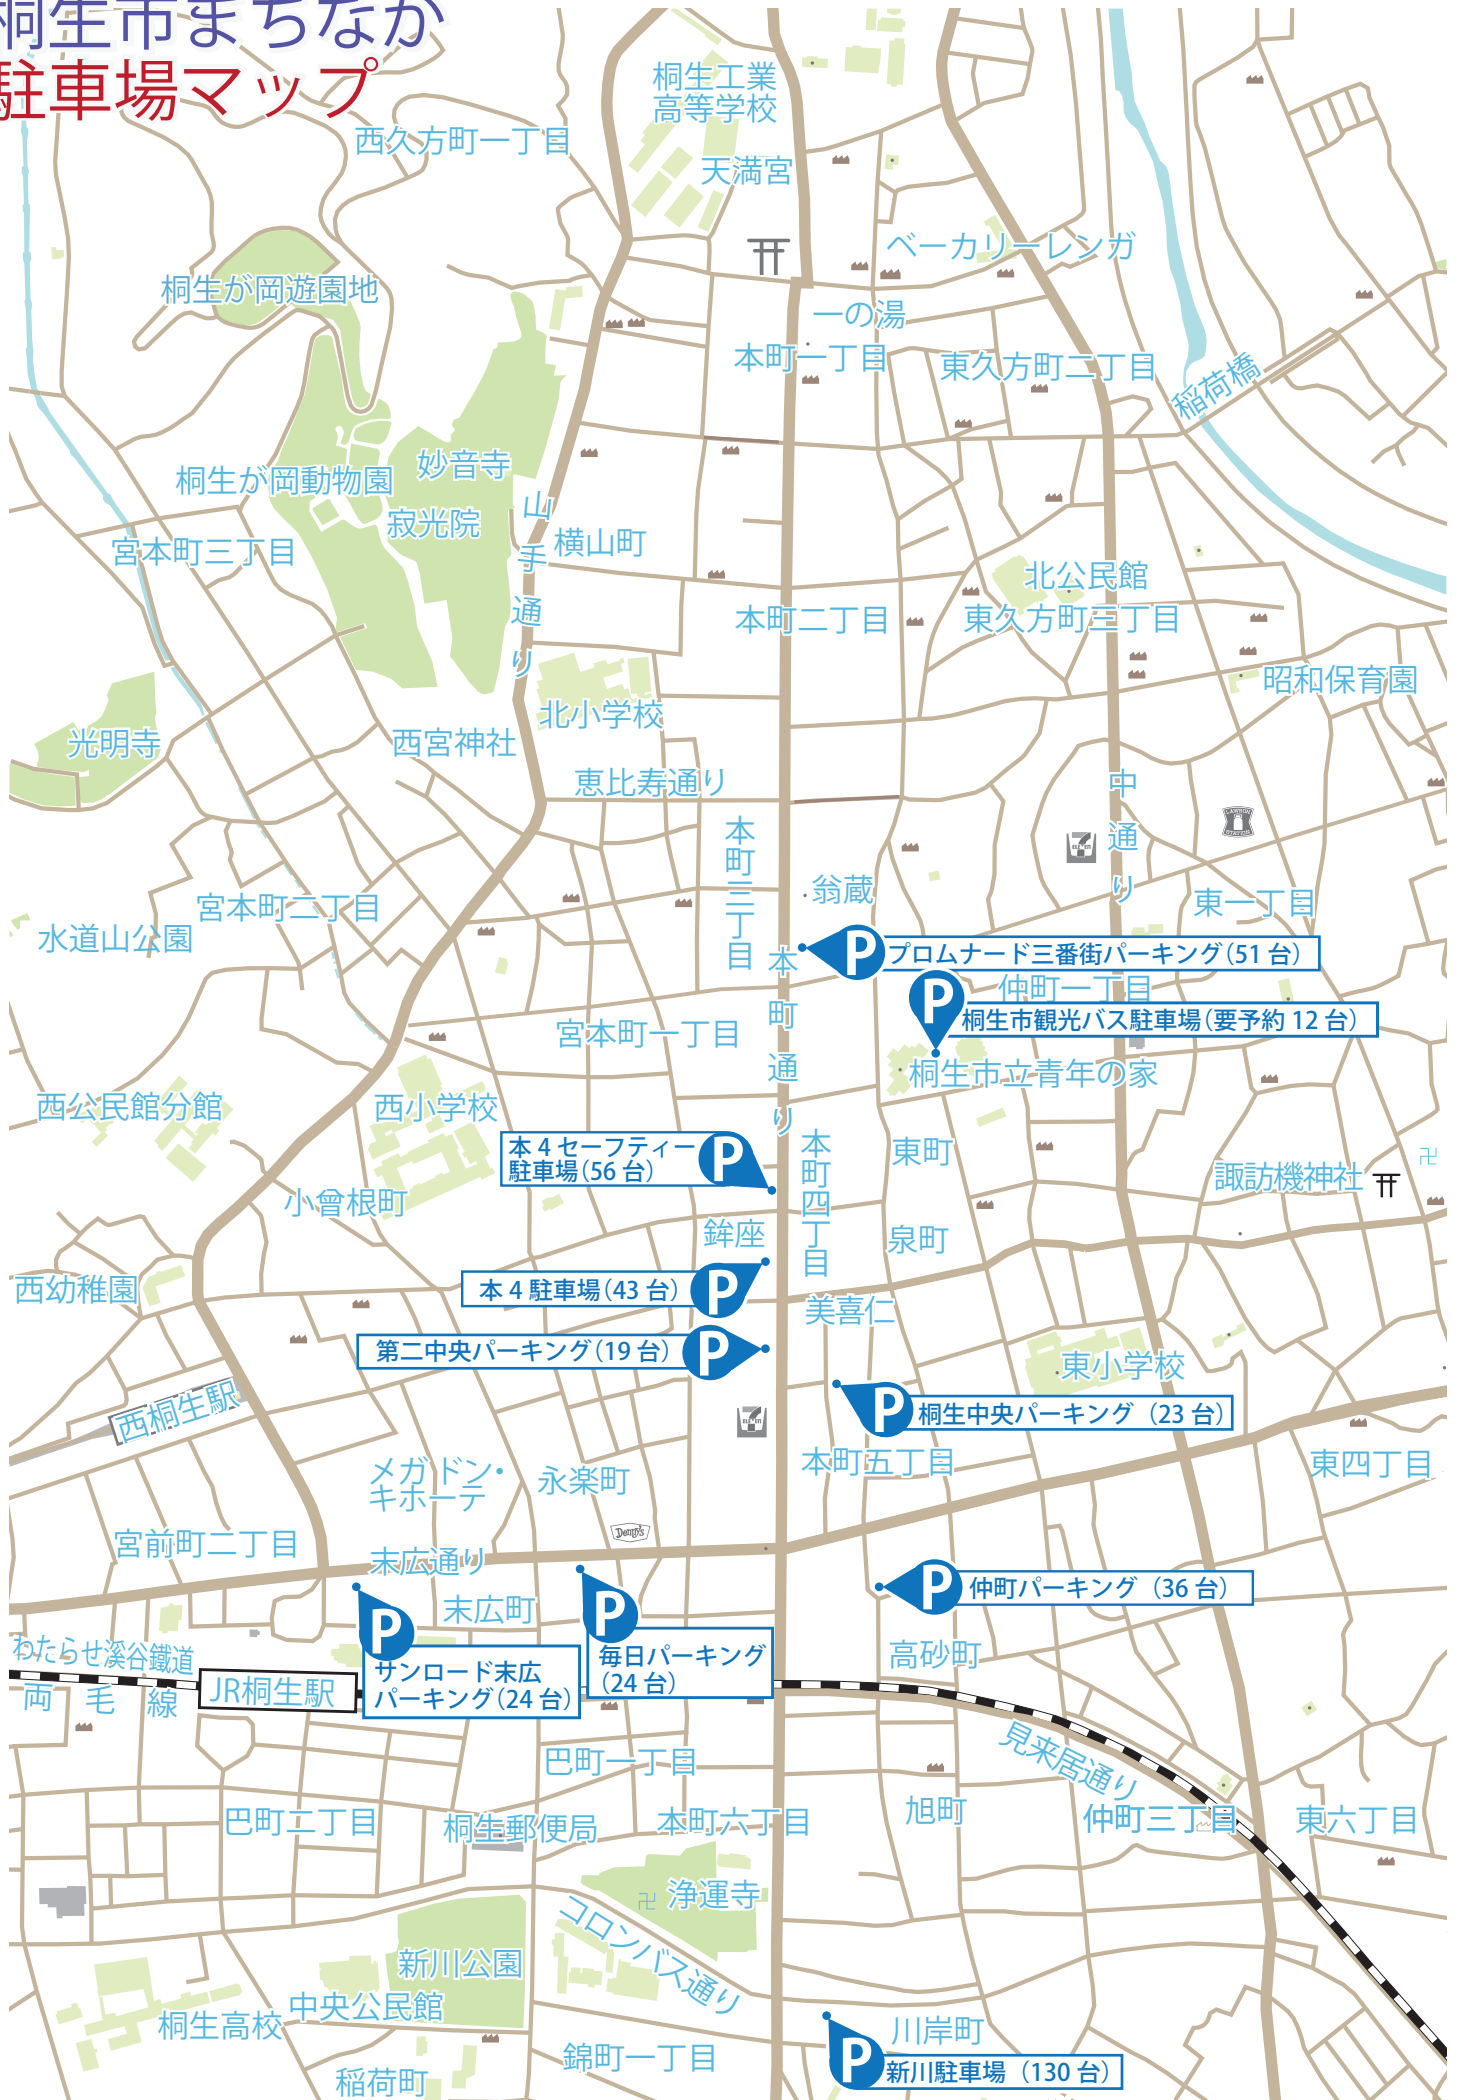 桐生市まちなか
駐車場マップ
桐生工業
高等学校
西久方町一丁目
天満宮
ベーカリーレンガ
桐生が岡遊園地
一の湯
本町一丁目
東久方町二丁目
稲荷橋
妙音寺
桐生が岡動物園
寂光院
山手通り
横山町
宮本町三丁目
北公民館
本町二丁目
東久方町三丁目
昭和保育園
北小学校
光明寺
西宮神社
恵比寿通り
中通り
本町三丁目
翁蔵
東一丁目
宮本町二丁目
水道山公園
プロムナード三番街パーキング(51 台)
本町通り
仲町一丁目
桐生市観光バス駐車場(要予約 12 台)
宮本町一丁目
桐生市立青年の家
西公民館分館
西小学校
本 4 セーフティー
駐車場(56 台)
本町四丁目
東町
諏訪機神社
小曾根町
鉾座
泉町
西幼稚園
本 4 駐車場(43 台)
美喜仁
第二中央パーキング(19 台)
東小学校
西桐生駅
桐生中央パーキング (23 台)
本町五丁目
東四丁目
メガドン・
キホーテ
永楽町
Denny's
宮前町二丁目
末広通り
仲町パーキング (36 台)
末広町
わたらせ渓谷鐵道
高砂町
毎日パーキング
(24 台)
サンロード末広
パーキング(24 台)
JR桐生駅
両毛線
見来居通り
巴町一丁目
旭町
巴町二丁目
桐生郵便局
本町六丁目
仲町三丁目
東六丁目
浄運寺
コロンバス通り
新川公園
中央公民館
桐生高校
川岸町
錦町一丁目
新川駐車場 (130 台)
稲荷町